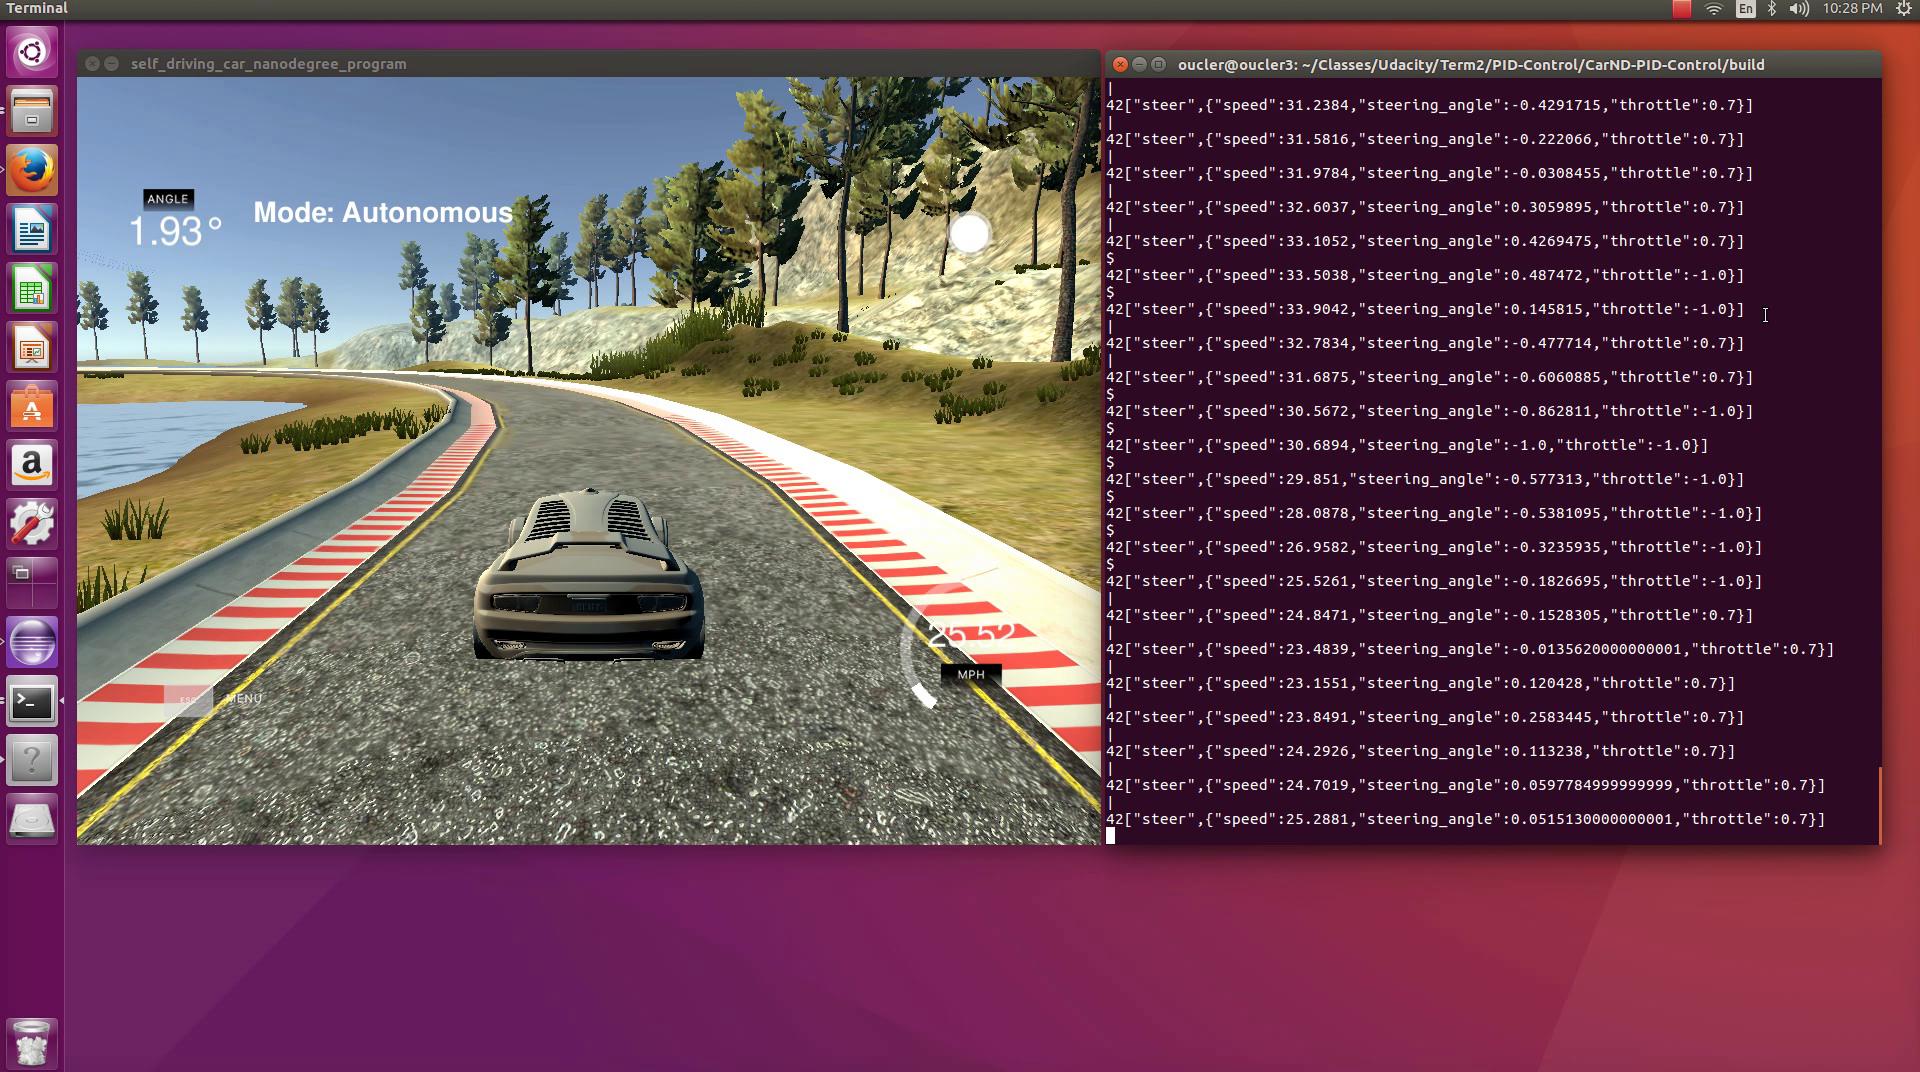 Terminal
En
10:28 PM
self_driving_car_nanodegree_program
ANGLE
1.93°
Mode: Autonomous
25.52
MPH
ESC
MENU
oucler@oucler3: ~/Classes/Udacity/Term2/PID-Control/CarND-PID-Control/build
|
42["steer",{"speed":31.2384,"steering_angle":-0.4291715,"throttle":0.7}]
|
42["steer",{"speed":31.5816,"steering_angle":-0.222066,"throttle":0.7}]
|
42["steer",{"speed":31.9784,"steering_angle":-0.0308455,"throttle":0.7}]
|
42["steer",{"speed":32.6037,"steering_angle":0.3059895,"throttle":0.7}]
|
42["steer",{"speed":33.1052,"steering_angle":0.4269475,"throttle":0.7}]
$
42["steer",{"speed":33.5038,"steering_angle":0.487472,"throttle":-1.0}]
$
42["steer",{"speed":33.9042,"steering_angle":0.145815,"throttle":-1.0}]
|
42["steer",{"speed":32.7834,"steering_angle":-0.477714,"throttle":0.7}]
|
42["steer",{"speed":31.6875,"steering_angle":-0.6060885,"throttle":0.7}]
$
42["steer",{"speed":30.5672,"steering_angle":-0.862811,"throttle":-1.0}]
$
42["steer",{"speed":30.6894,"steering_angle":-1.0,"throttle":-1.0}]
$
42["steer",{"speed":29.851,"steering_angle":-0.577313,"throttle":-1.0}]
$
42["steer",{"speed":28.0878,"steering_angle":-0.5381095,"throttle":-1.0}]
$
42["steer",{"speed":26.9582,"steering_angle":-0.3235935,"throttle":-1.0}]
$
42["steer",{"speed":25.5261,"steering_angle":-0.1826695,"throttle":-1.0}]
|
42["steer",{"speed":24.8471,"steering_angle":-0.1528305,"throttle":0.7}]
|
42["steer",{"speed":23.4839,"steering_angle":-0.0135620000000001,"throttle":0.7}]
|
42["steer",{"speed":23.1551,"steering_angle":0.120428,"throttle":0.7}]
|
42["steer",{"speed":23.8491,"steering_angle":0.2583445,"throttle":0.7}]
|
42["steer",{"speed":24.2926,"steering_angle":0.113238,"throttle":0.7}]
|
42["steer",{"speed":24.7019,"steering_angle":0.0597784999999999,"throttle":0.7}]
|
42["steer",{"speed":25.2881,"steering_angle":0.0515130000000001,"throttle":0.7}]